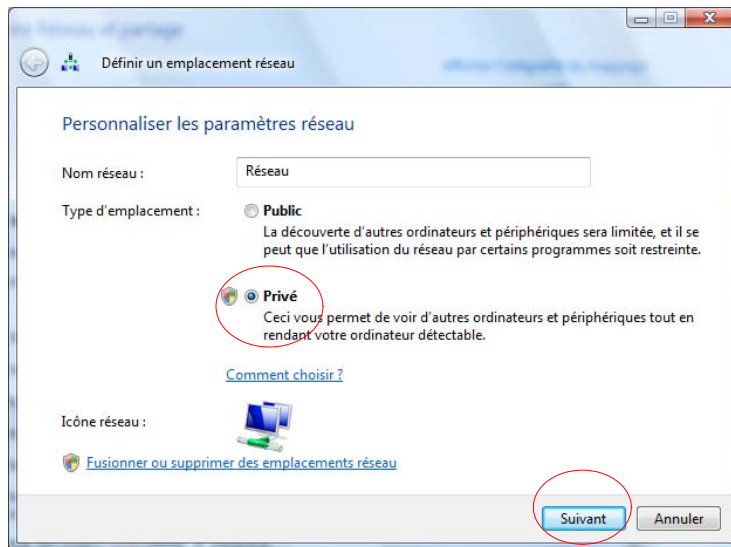 Réseau et partage
Définir un emplacement réseau
Personnaliser les paramètres réseau
Nom réseau :
Réseau
Type d'emplacement :
Public
La découverte d'autres ordinateurs et périphériques sera limitée, et il se
peut que l'utilisation du réseau par certains programmes soit restreinte.
Privé
Ceci vous permet de voir d'autres ordinateurs et périphériques tout en
rendant votre ordinateur détectable.
Comment choisir ?
Icône réseau :
Fusionner ou supprimer des emplacements réseau
Suivant
Annuler